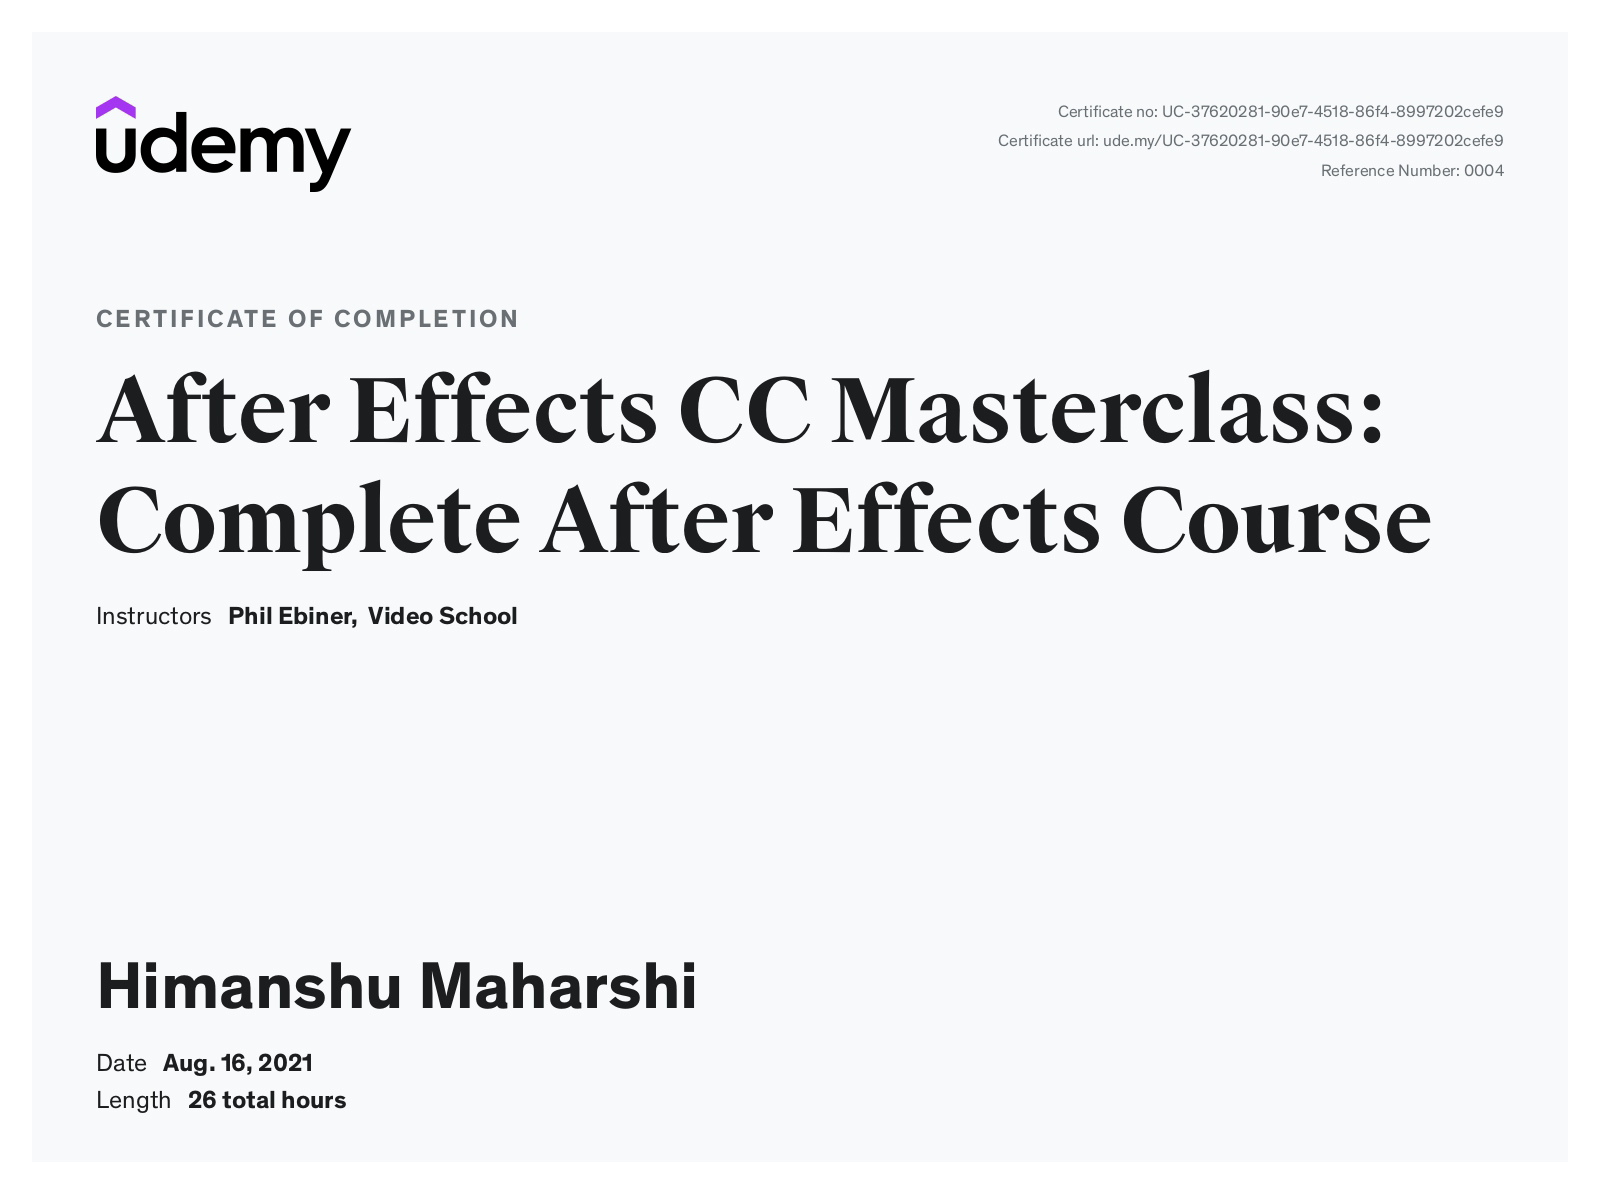 udemy
Certificate no: UC-37620281-90e7-4518-86f4-8997202cefe9
Certificate url: ude.my/UC-37620281-90e7-4518-86f4-8997202cefe9
Reference Number: 0004
CERTIFICATE OF COMPLETION
After Effects CC Masterclass:
Complete After Effects Course
Instructors Phil Ebiner, Video School
Himanshu Maharshi
Date Aug. 16, 2021
Length 26 total hours